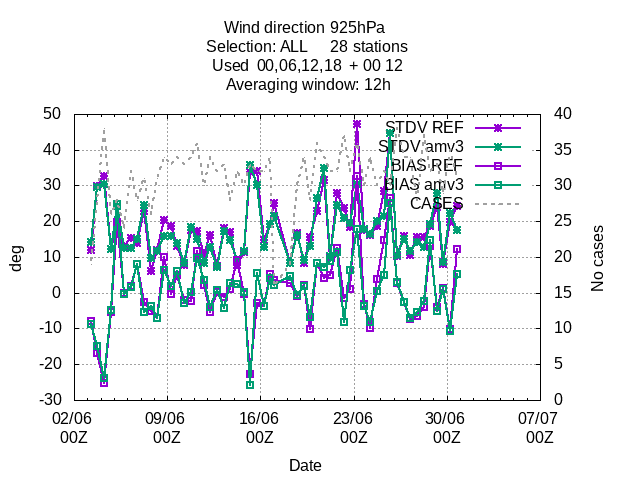 Wind direction 925hPa
Selection: ALL     28 stations
Used  00,06,12,18  + 00 12
Averaging window: 12h
deg
50
40
30
20
10
0
-10
-20
-30
No cases
40
35
30
25
20
15
10
5
0
STDV REF
STDV amv3
BIAS REF
BIAS amv3
CASES
02/06 09/06 16/06 23/06 30/06 07/07
00Z 00Z 00Z 00Z 00Z 00Z
Date